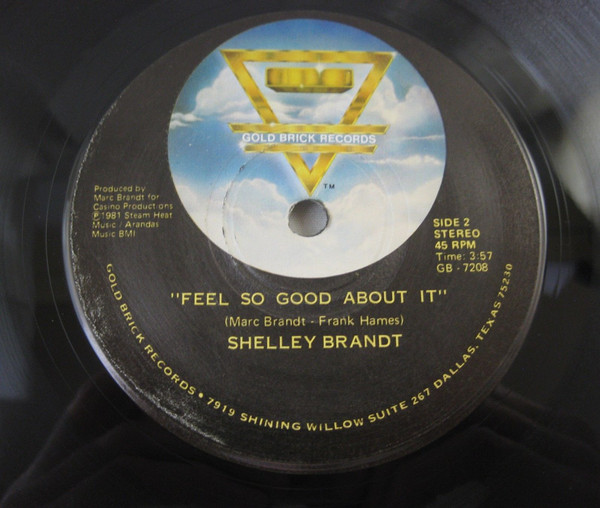 GOLD BRICK RECORDS
TM
Produced by
Marc Brandt for
Casino Productions
Ⓟ1981 Steam Heat
Music / Arandas
Music BMI
SIDE 2
STEREO
45 RPM
Time: 3:57
GB - 7208
"FEEL SO GOOD ABOUT IT"
(Marc Brandt - Frank Hames)
SHELLEY BRANDT
GOLD BRICK RECORDS • 7919 SHINING WILLOW SUITE 267 DALLAS, TEXAS 75230